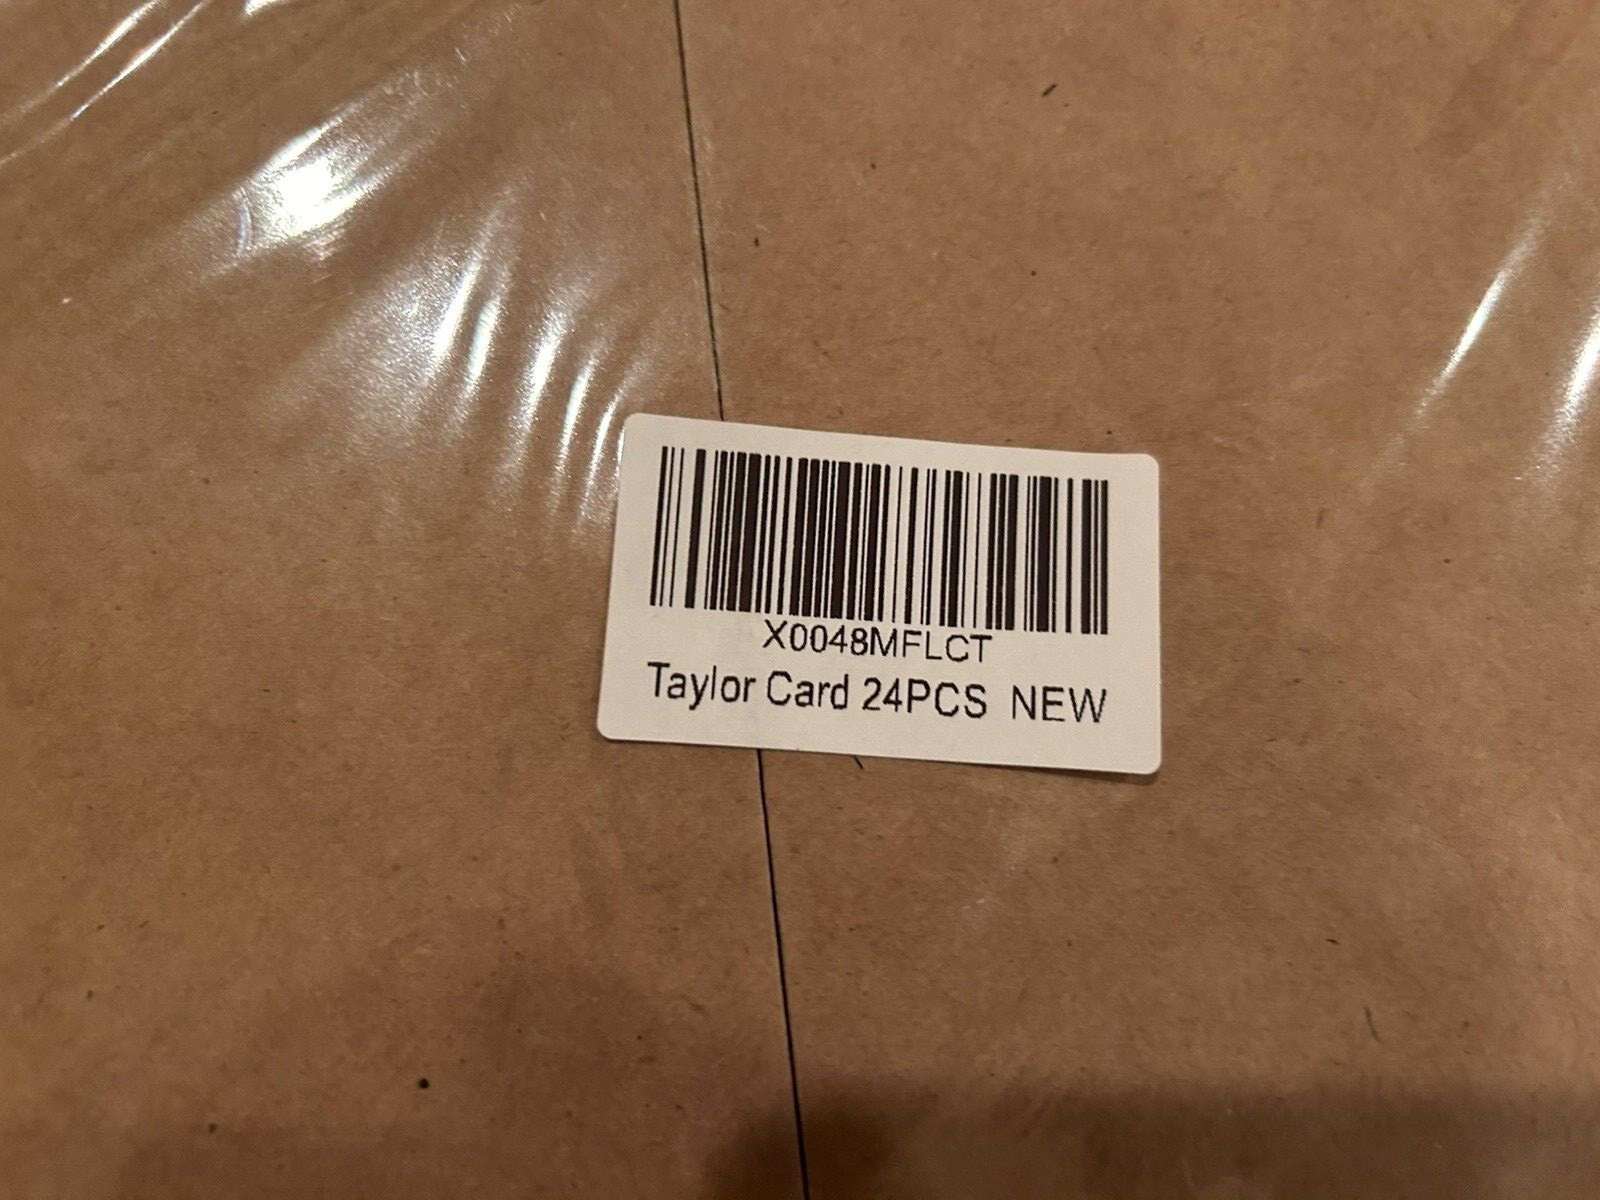 X0048MFLCT
Taylor Card 24PCS  NEW